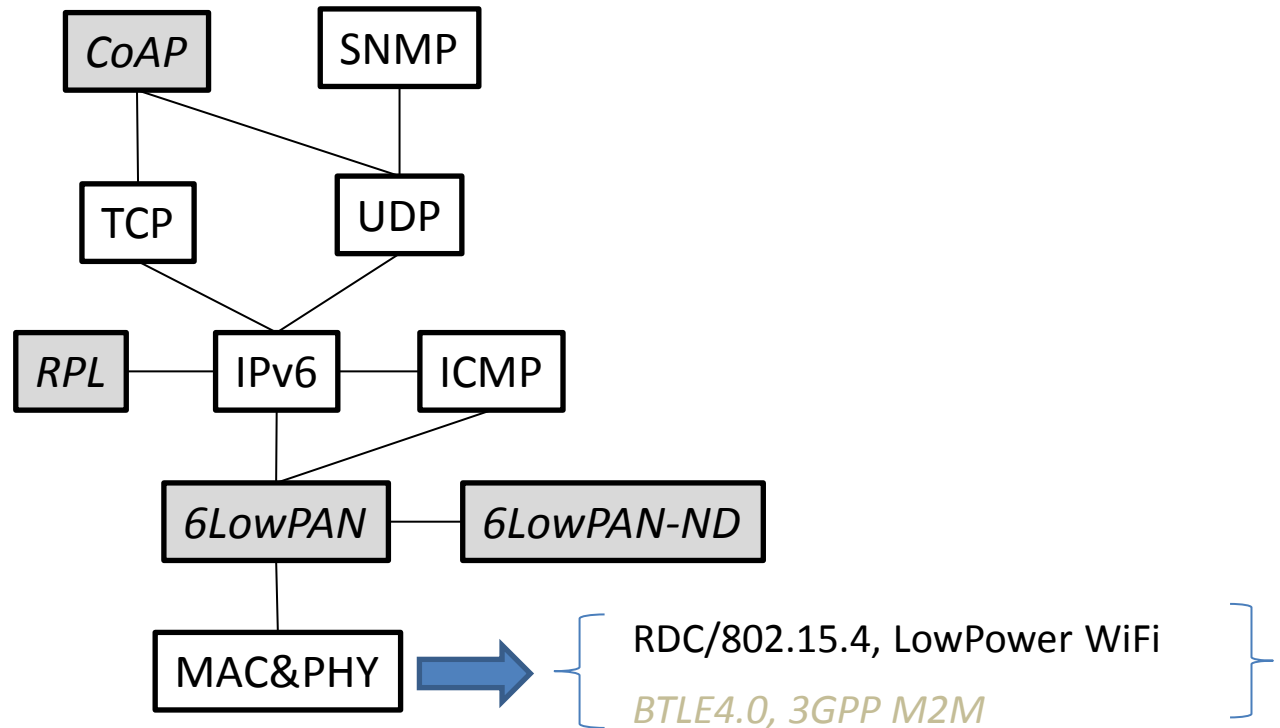 CoAP
SNMP
TCP
UDP
RPL
IPv6
ICMP
6LowPAN
6LowPAN-ND
MAC&PHY
RDC/802.15.4, LowPower WiFi
BTLE4.0, 3GPP M2M